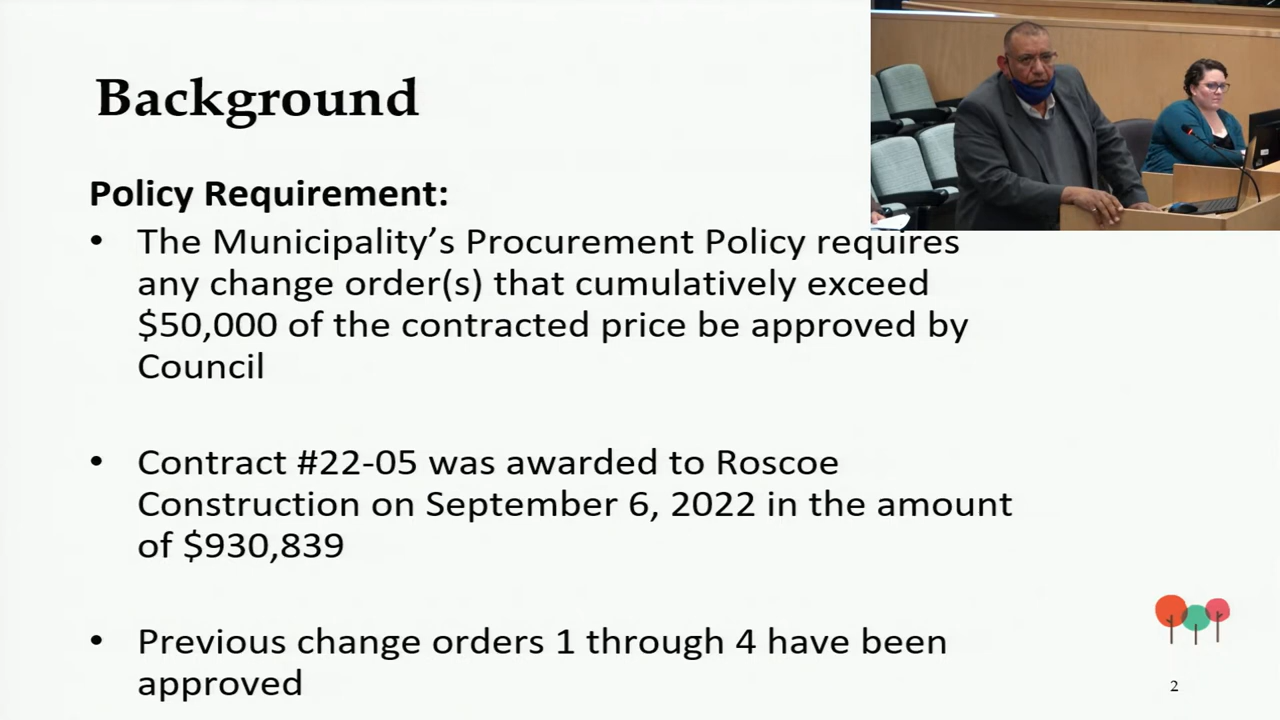 Background
Policy Requirement:
• The Municipality’s Procurement Policy requires
any change order(s) that cumulatively exceed
$50,000 of the contracted price be approved by
Council
• Contract #22-05 was awarded to Roscoe
Construction on September 6, 2022 in the amount
of $930,839
• Previous change orders 1 through 4 have been
approved
2